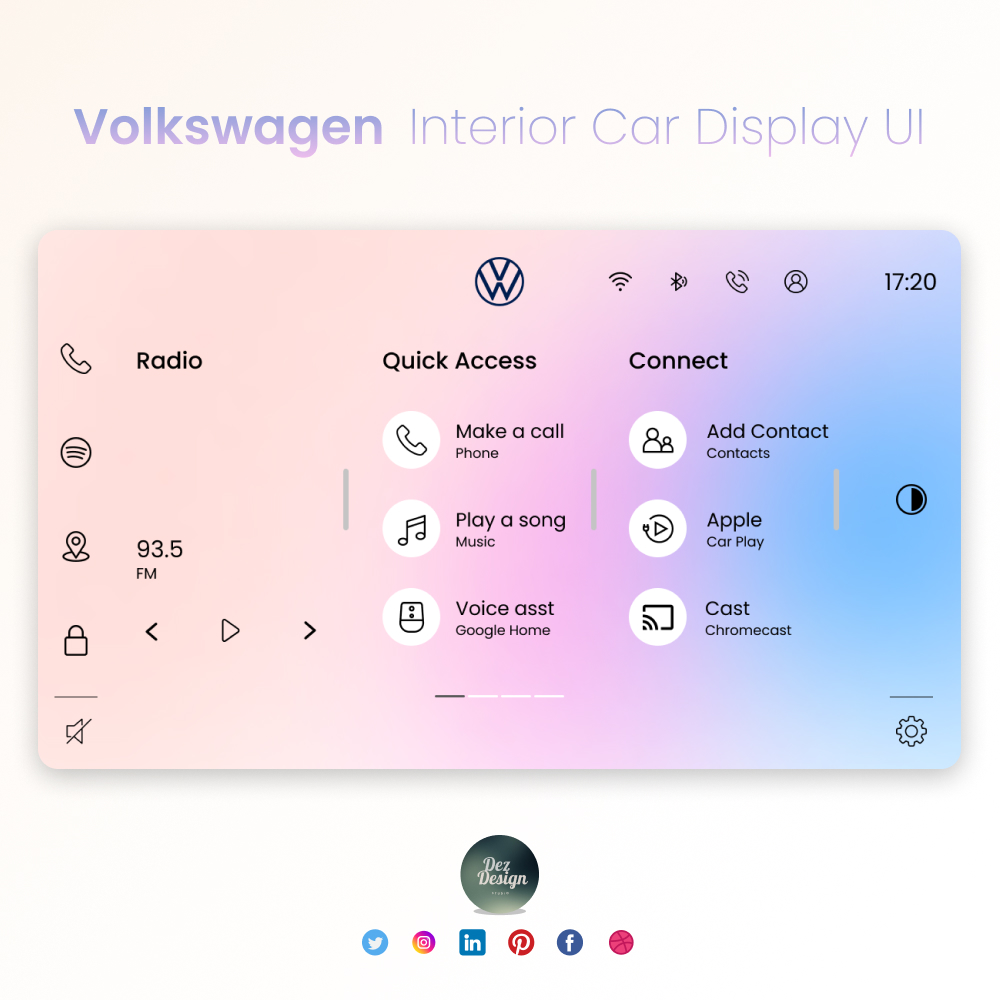 Volkswagen Interior Car Display UI
17:20
Radio
93.5
FM
Quick Access
Make a call
Phone
Play a song
Music
Voice asst
Google Home
Connect
Add Contact
Contacts
Apple
Car Play
Cast
Chromecast
Dez
Design
STUDIO